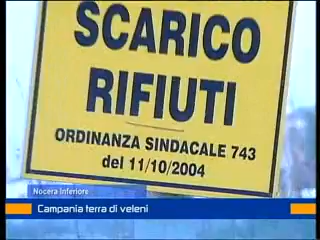 SCARICO
RIFIUTI
ORDINANZA SINDACALE 743
del 11/10/2004
Nocera Inferiore
Campania terra di veleni